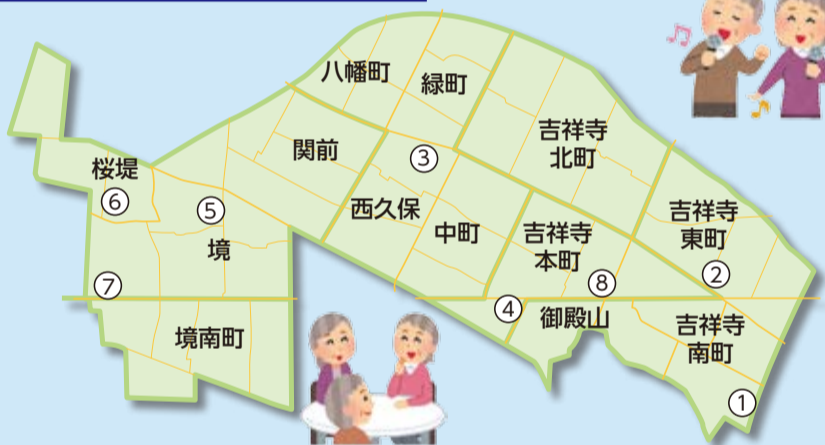 八幡町
緑町
吉祥寺
北町
関前
③
桜堤
⑥
⑤
境
西久保
中町
吉祥寺
本町
吉祥寺
東町
②
⑦
⑧
④
御殿山
境南町
吉祥寺
南町
①